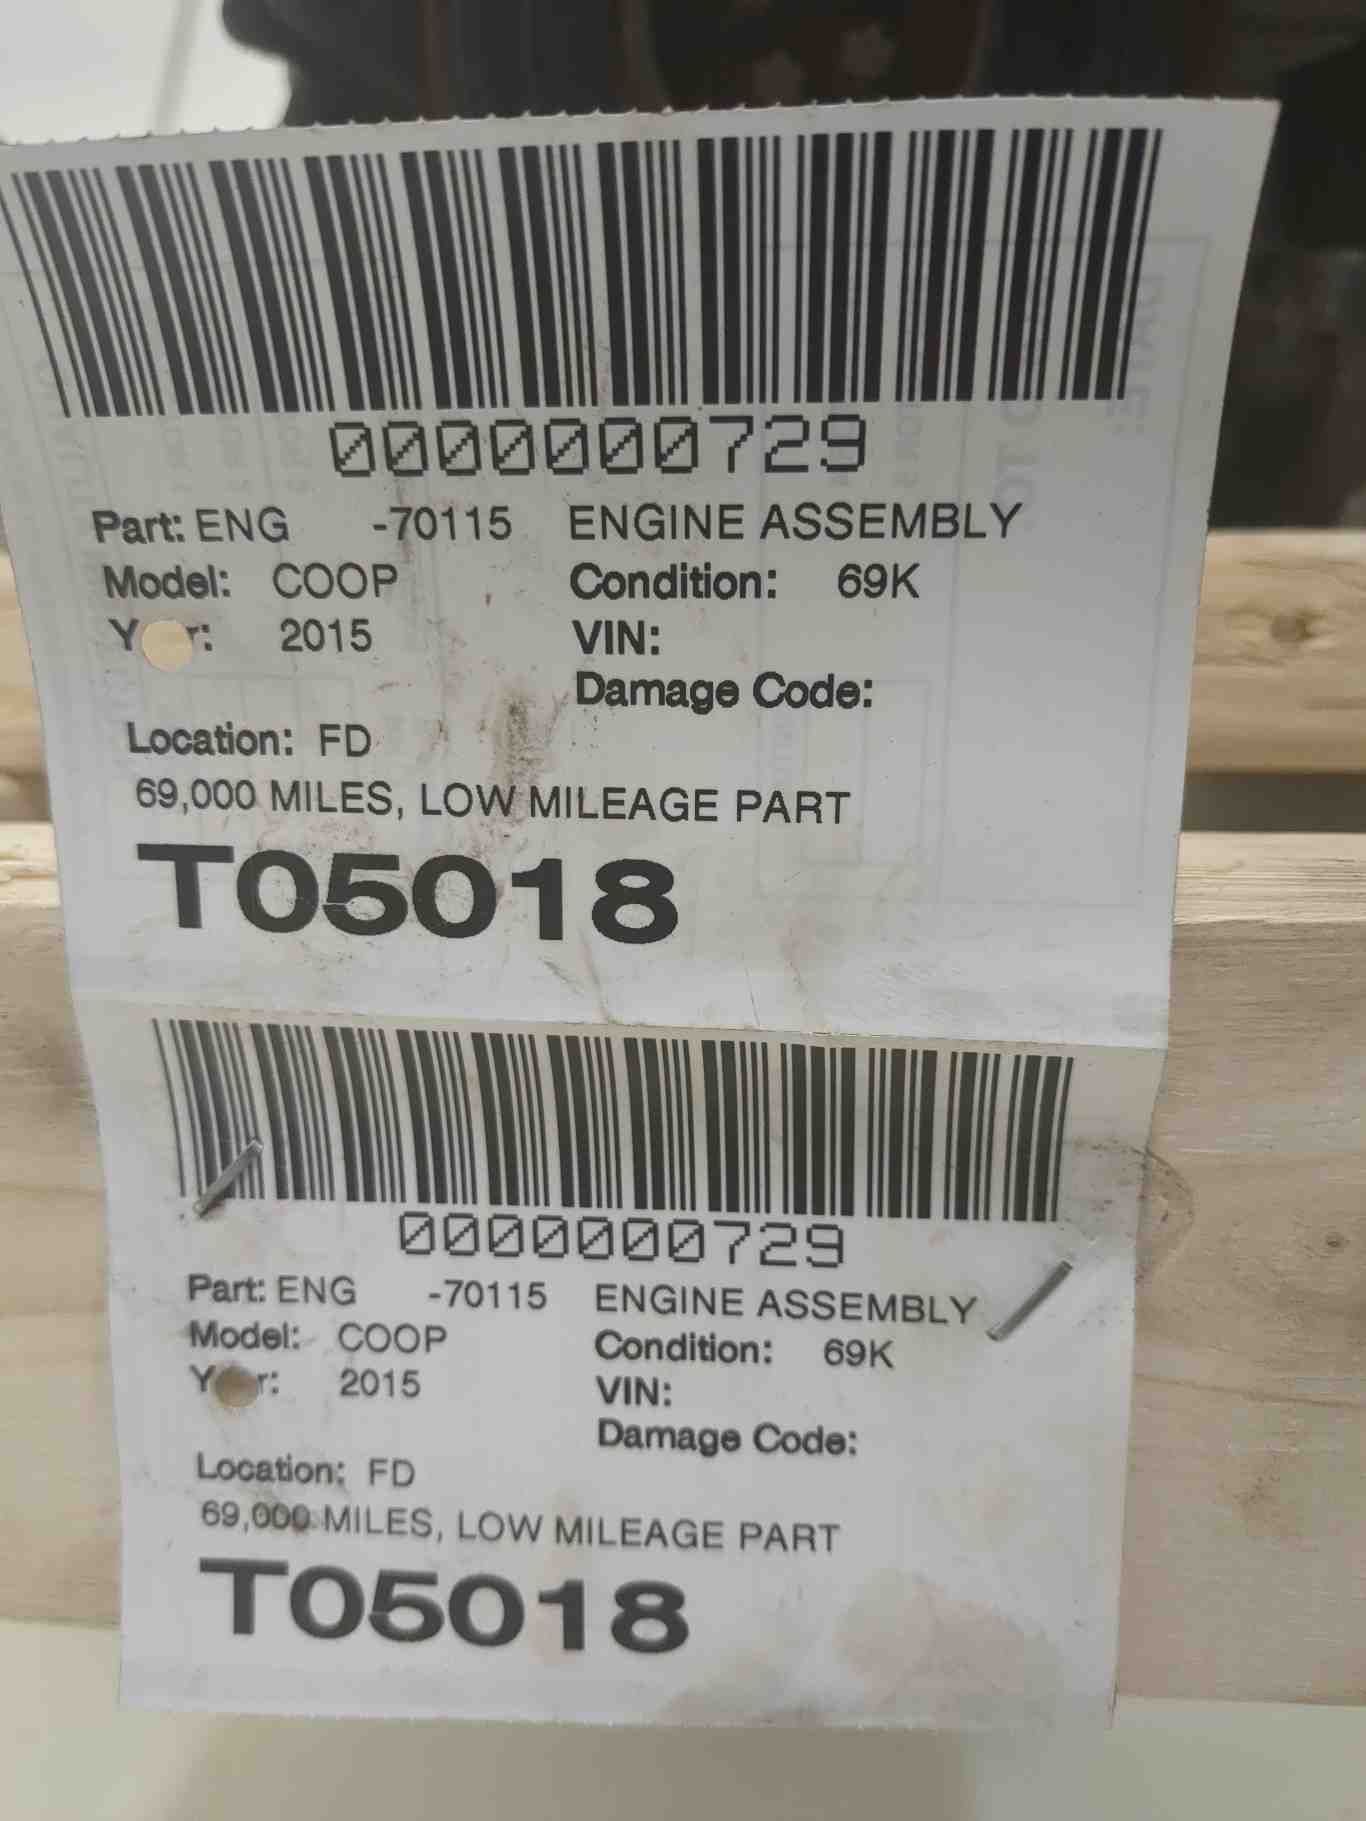 0000000729
Part: ENG -70115 ENGINE ASSEMBLY
Model: COOP Condition: 69K
Y r: 2015 VIN:
Damage Code:
Location: FD
69,000 MILES, LOW MILEAGE PART
T05018
0000000729
Part: ENG -70115 ENGINE ASSEMBLY
Model: COOP Condition: 69K
Y r: 2015 VIN:
Damage Code:
Location: FD
69,000 MILES, LOW MILEAGE PART
T05018